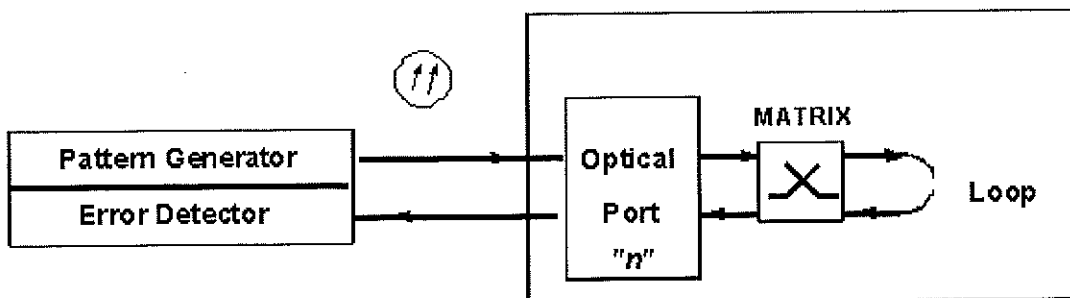 MATRIX
Pattern Generator
Optical
Error Detector
Port
Loop
"n"